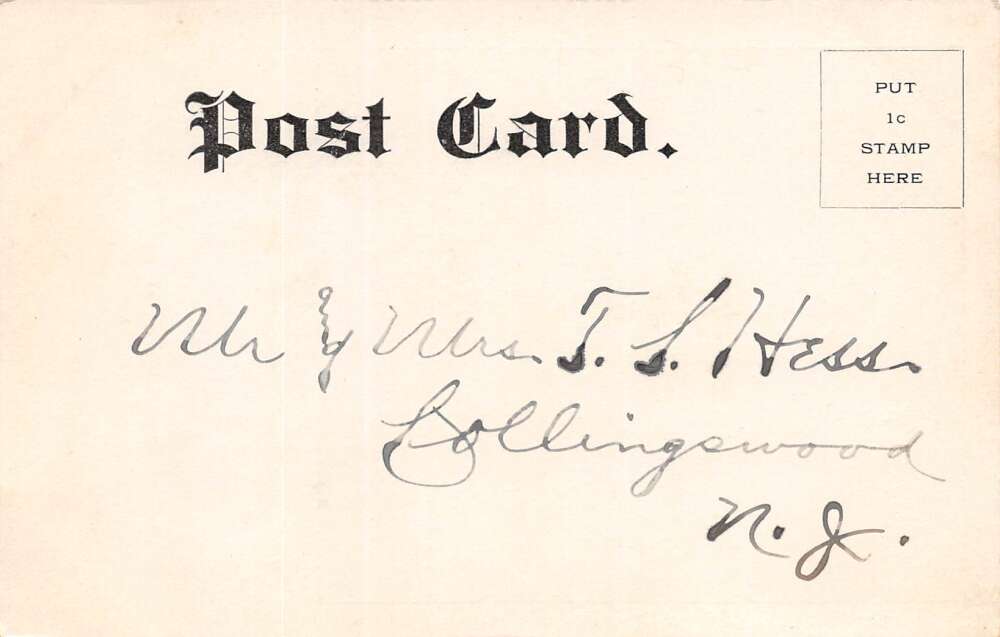 Post Card.
PUT
1c
STAMP
HERE
Mr & Mrs. T. S. Hess.
Collingswood
N. J.